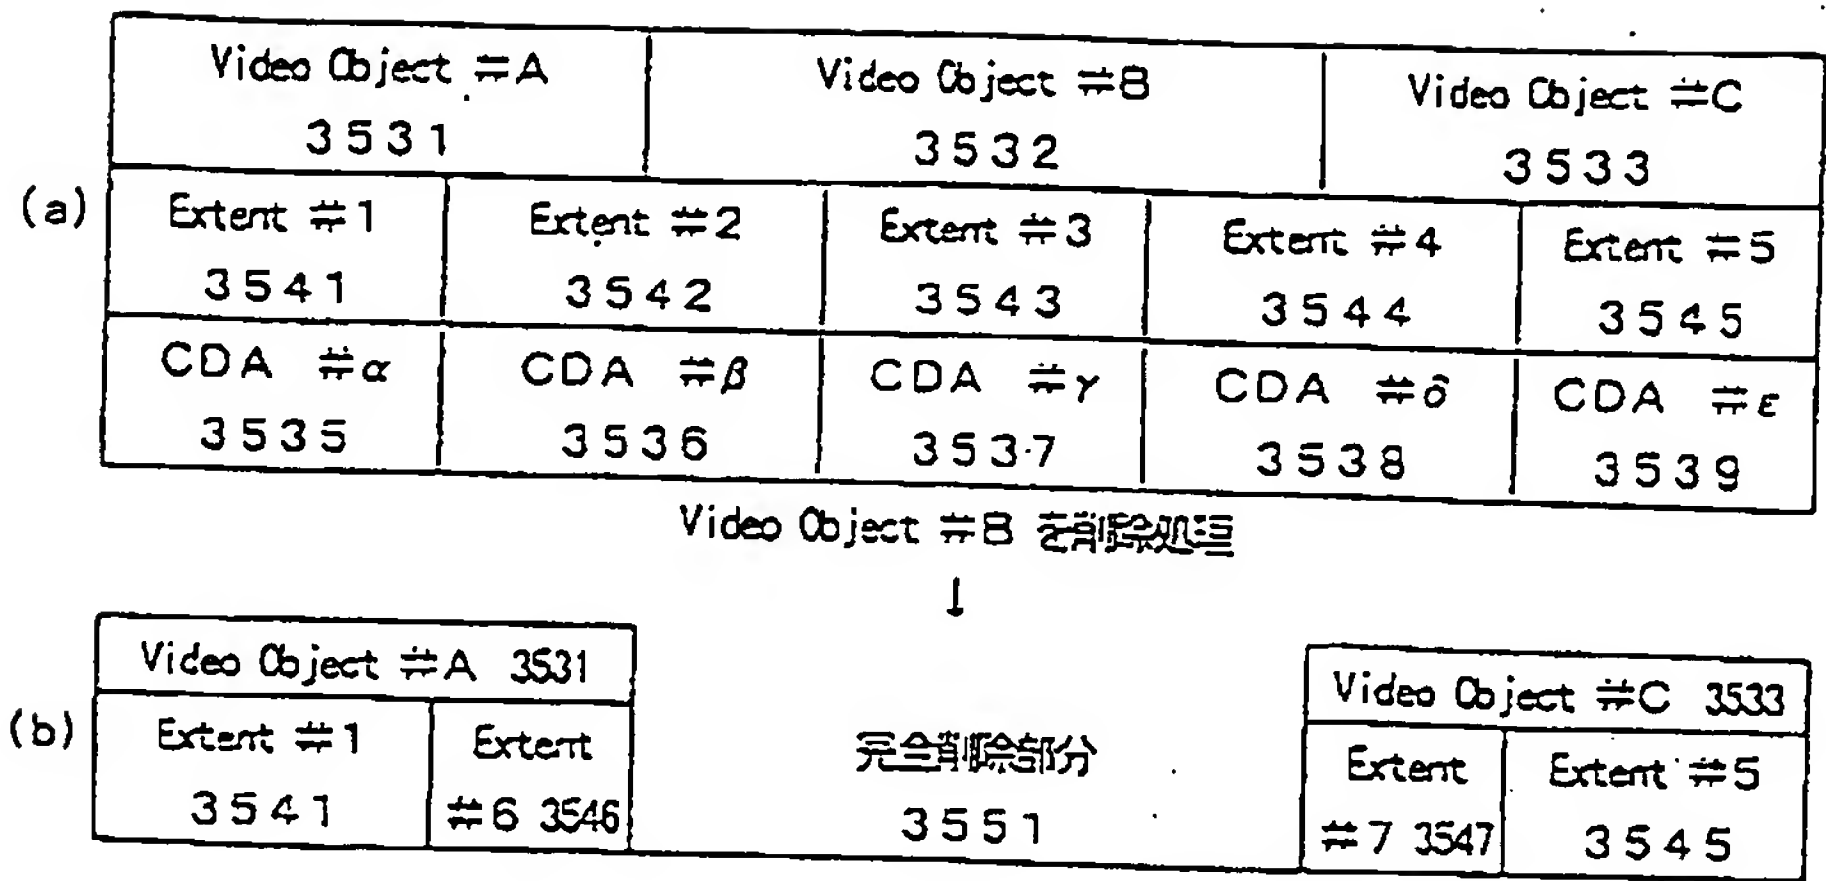 Video Object #A
Video Object #B
Video Object #C
3531
3532
3533
(a)
Extent #1
Extent #2
Extent #3
Extent #4
Extent #5
3541
3542
3543
3544
3545
CDA #α
CDA #β
CDA #γ
CDA #δ
CDA #ε
3535
3536
3537
3538
3539
Video Object #B を削除処理
↓
(b)
Video Object #A 3531
Video Object #C 3533
Extent #1
3541
Extent
#6 3546
完全削除部分
3551
Extent
#7 3547
Extent #5
3545